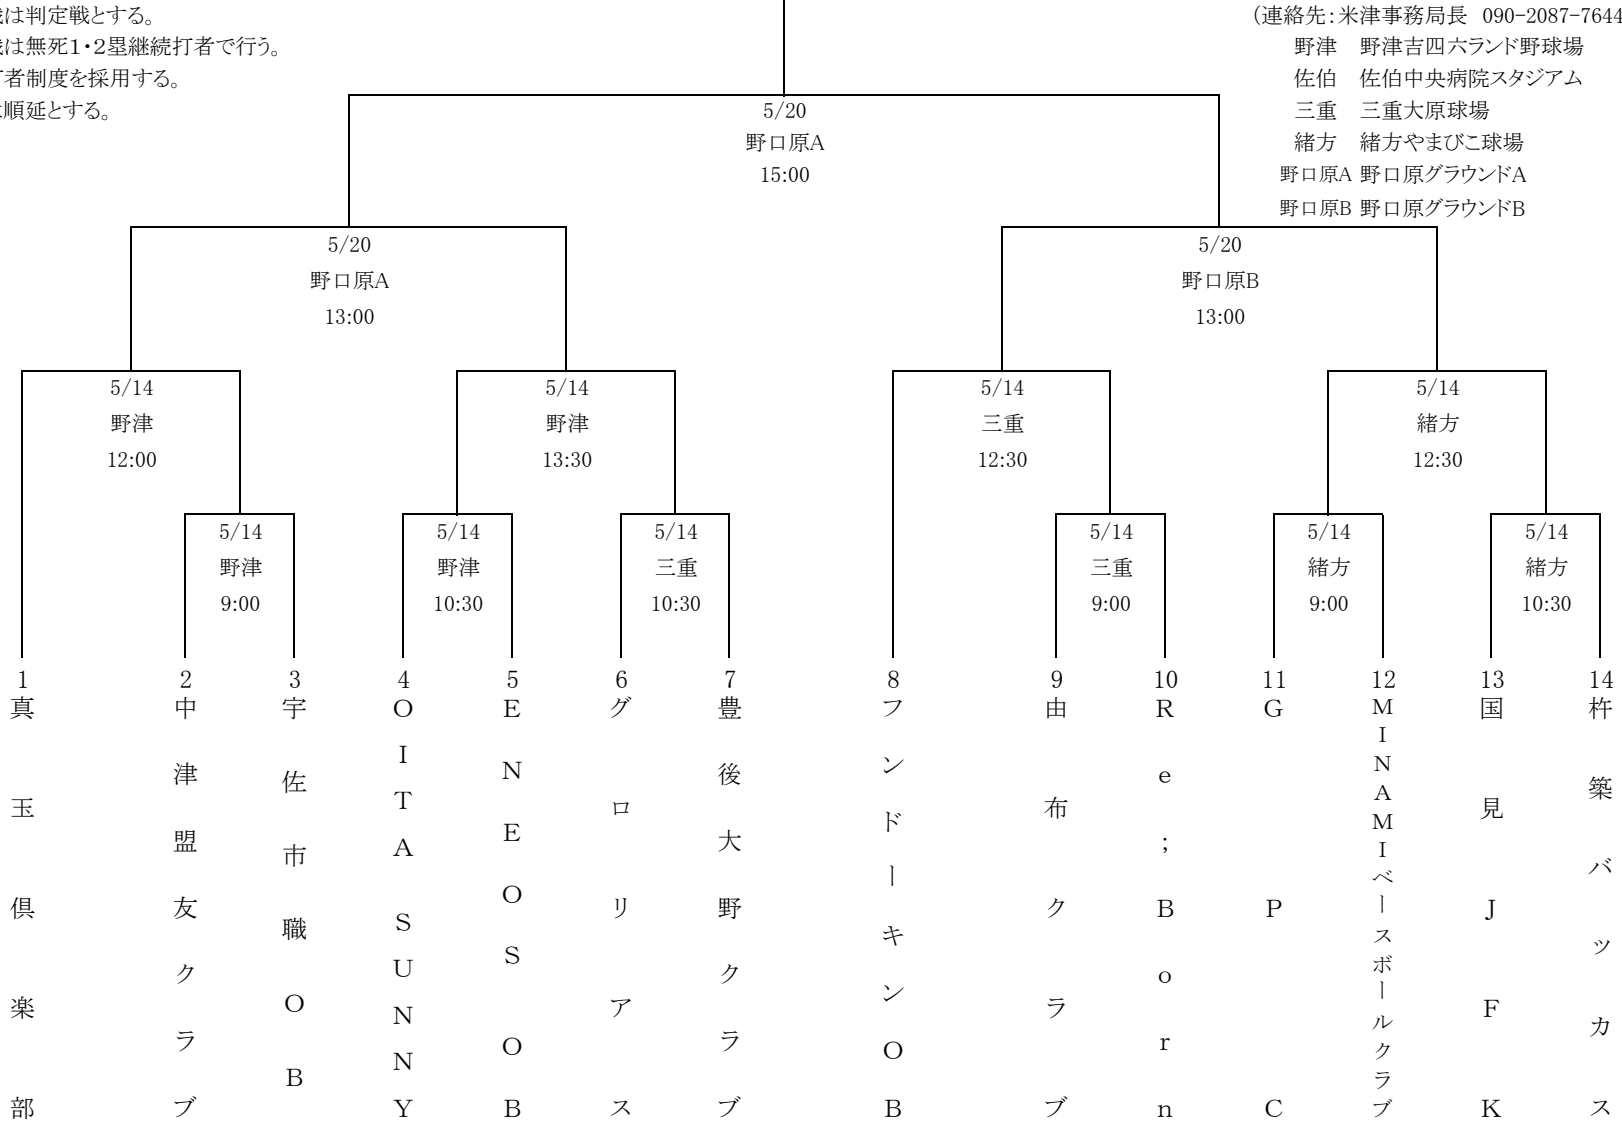 は判定戦とする。
は無死1・2塁継続打者で行う。
者制度を採用する。
順延とする。
(連絡先:米津事務局長 090-2087-7644
野津 野津吉四六ランド野球場
佐伯 佐伯中央病院スタジアム
三重 三重大原球場
緒方 緒方やまびこ球場
野口原A 野口原グラウンドA
野口原B 野口原グラウンドB
5/20
野口原A
15:00
5/20
野口原A
13:00
5/20
野口原B
13:00
5/14
野津
12:00
5/14
野津
13:30
5/14
三重
12:30
5/14
緒方
12:30
5/14
野津
9:00
5/14
野津
10:30
5/14
三重
10:30
5/14
三重
9:00
5/14
緒方
9:00
5/14
緒方
10:30
1
真玉倶楽部
2
中津盟友クラブ
3
宇佐市職OB
4
OITA SUNNY
5
ENEOS OB
6
グロリアス
7
豊後大野クラブ
8
フンドーキンOB
9
由布クラブ
10
Re;Born
11
GPC
12
MINAMIベースボールクラブ
13
国見JFK
14
杵築バッカス